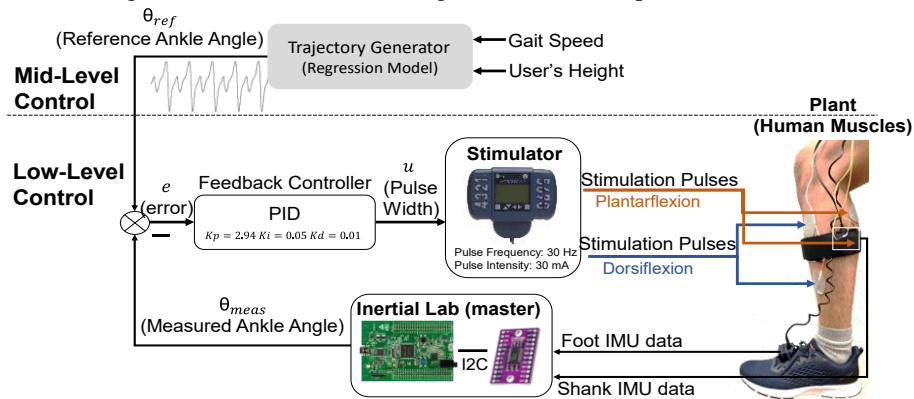 θref
(Reference Ankle Angle)
Trajectory Generator
(Regression Model)
Gait Speed
User's Height
Mid-Level
Control
Plant
(Human Muscles)
Low-Level
Control
e
(error)
Feedback Controller
PID
Kp = 2.94 Ki = 0.05 Kd = 0.01
u
(Pulse
Width)
Stimulator
Pulse Frequency: 30 Hz
Pulse Intensity: 30 mA
Stimulation Pulses
Plantarflexion
Stimulation Pulses
Dorsiflexion
θmeas
(Measured Ankle Angle)
Inertial Lab (master)
I2C
Foot IMU data
Shank IMU data